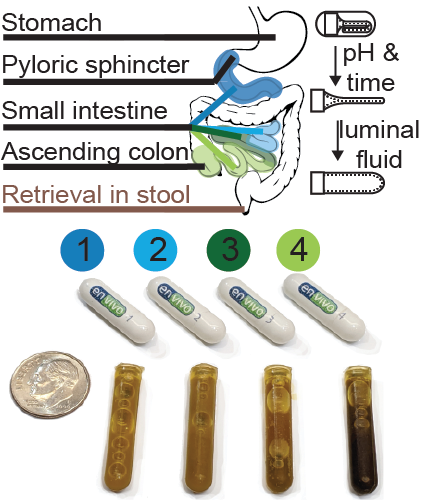 Stomach
pH &
Pyloric sphincter
time
Small intestine
luminal
Ascending colon
fluid
Retrieval in stool
1 2 3 4
envivo 1
envivo 2
envivo 3
envivo 4